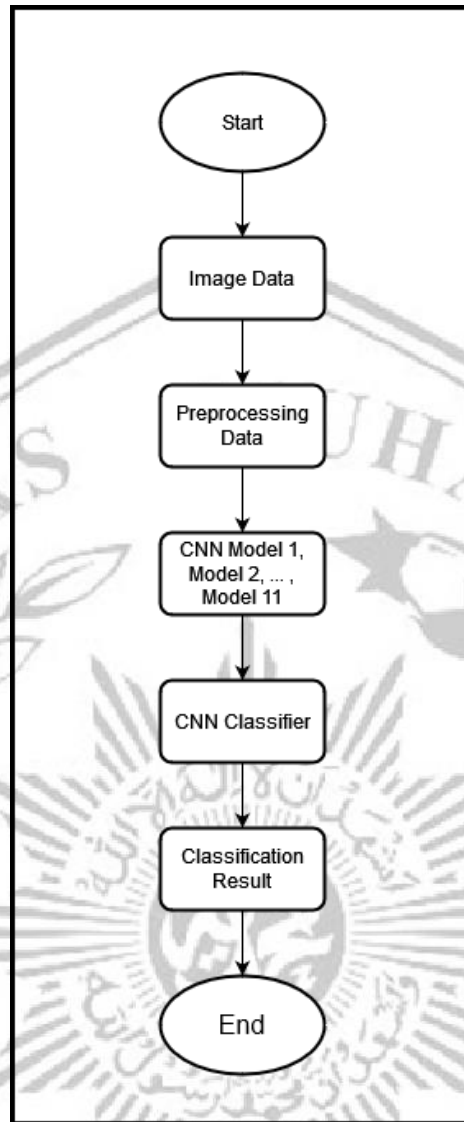 Start
Image Data
Preprocessing
Data
CNN Model 1,
Model 2, ... ,
Model 11
CNN Classifier
Classification
Result
End